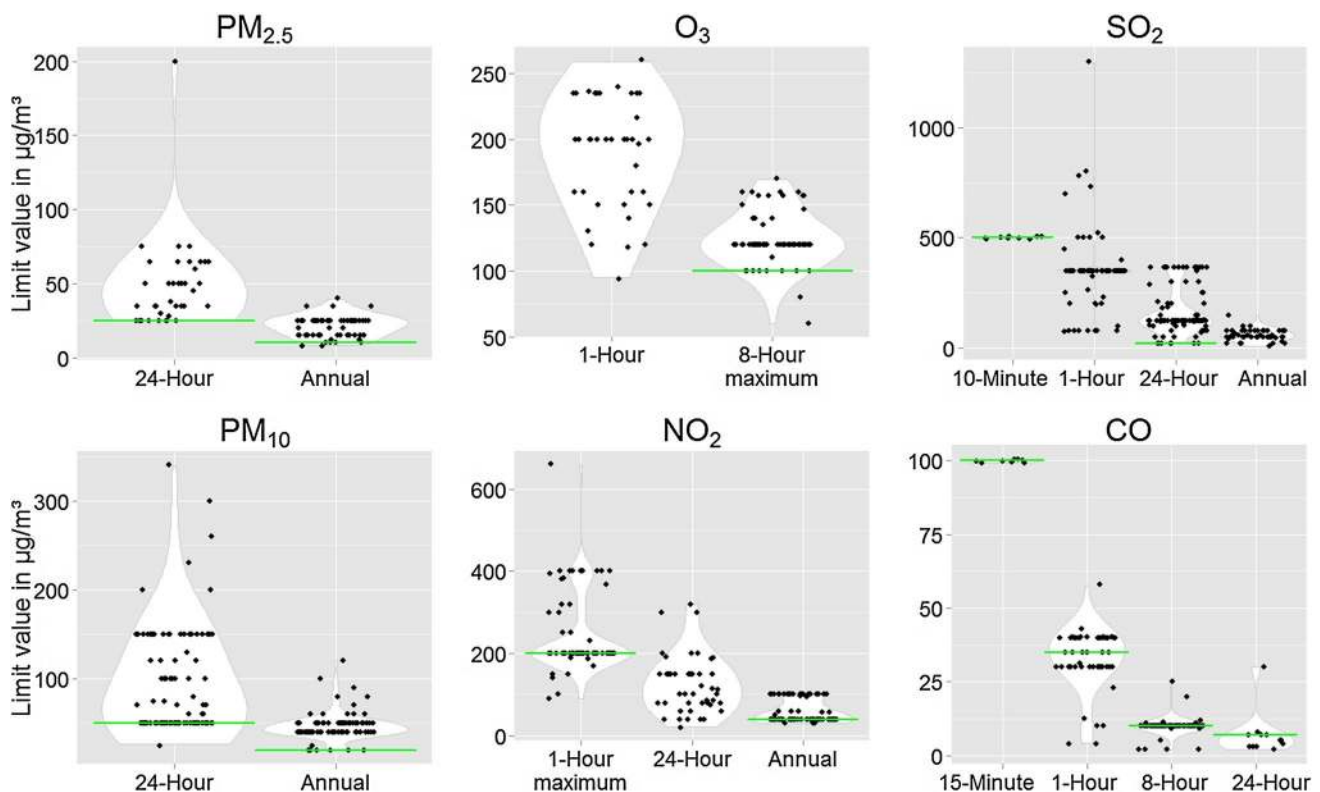 PM2.5
O3
SO2
Limit value in µg/m³
200
150
100
50
0
24-Hour
Annual
250
200
150
100
50
1-Hour
8-Hour
maximum
1000
500
0
10-Minute
1-Hour
24-Hour
Annual
PM10
NO2
CO
Limit value in µg/m³
300
200
100
24-Hour
Annual
600
400
200
0
1-Hour
maximum
24-Hour
Annual
100
75
50
25
0
15-Minute
1-Hour
8-Hour
24-Hour